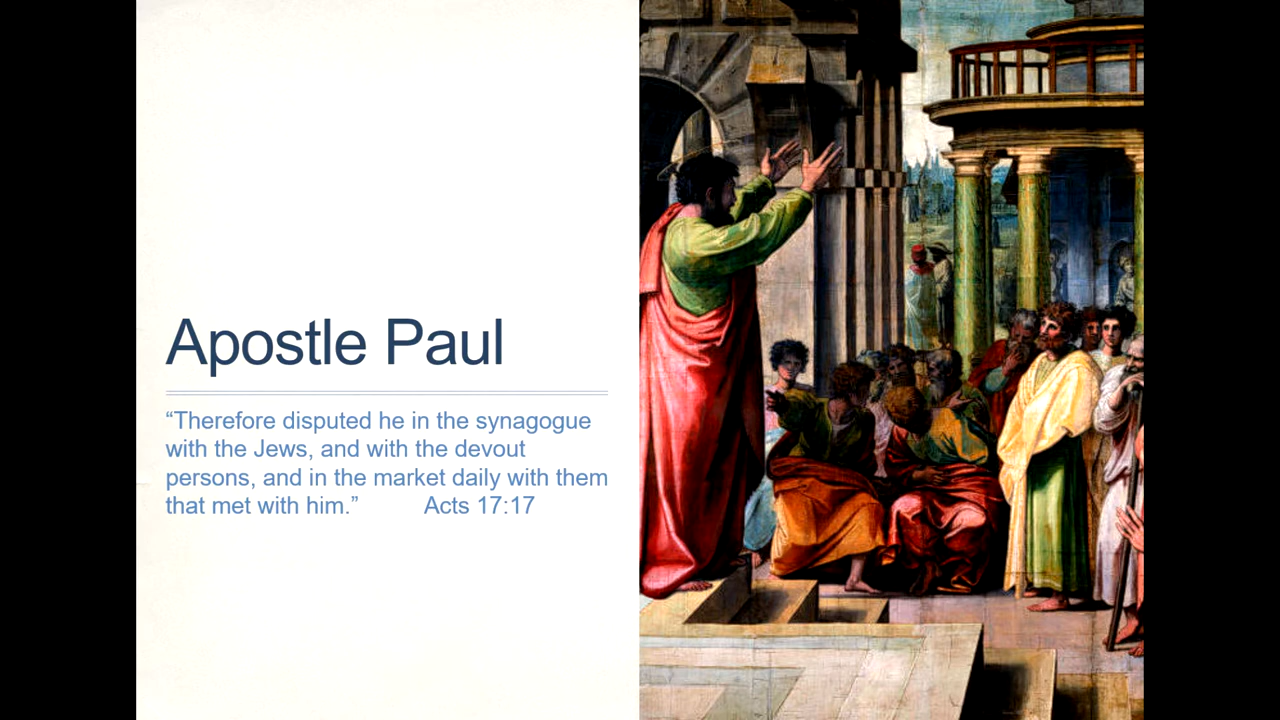 Apostle Paul
“Therefore disputed he in the synagogue
with the Jews, and with the devout
persons, and in the market daily with them
that met with him.” Acts 17:17